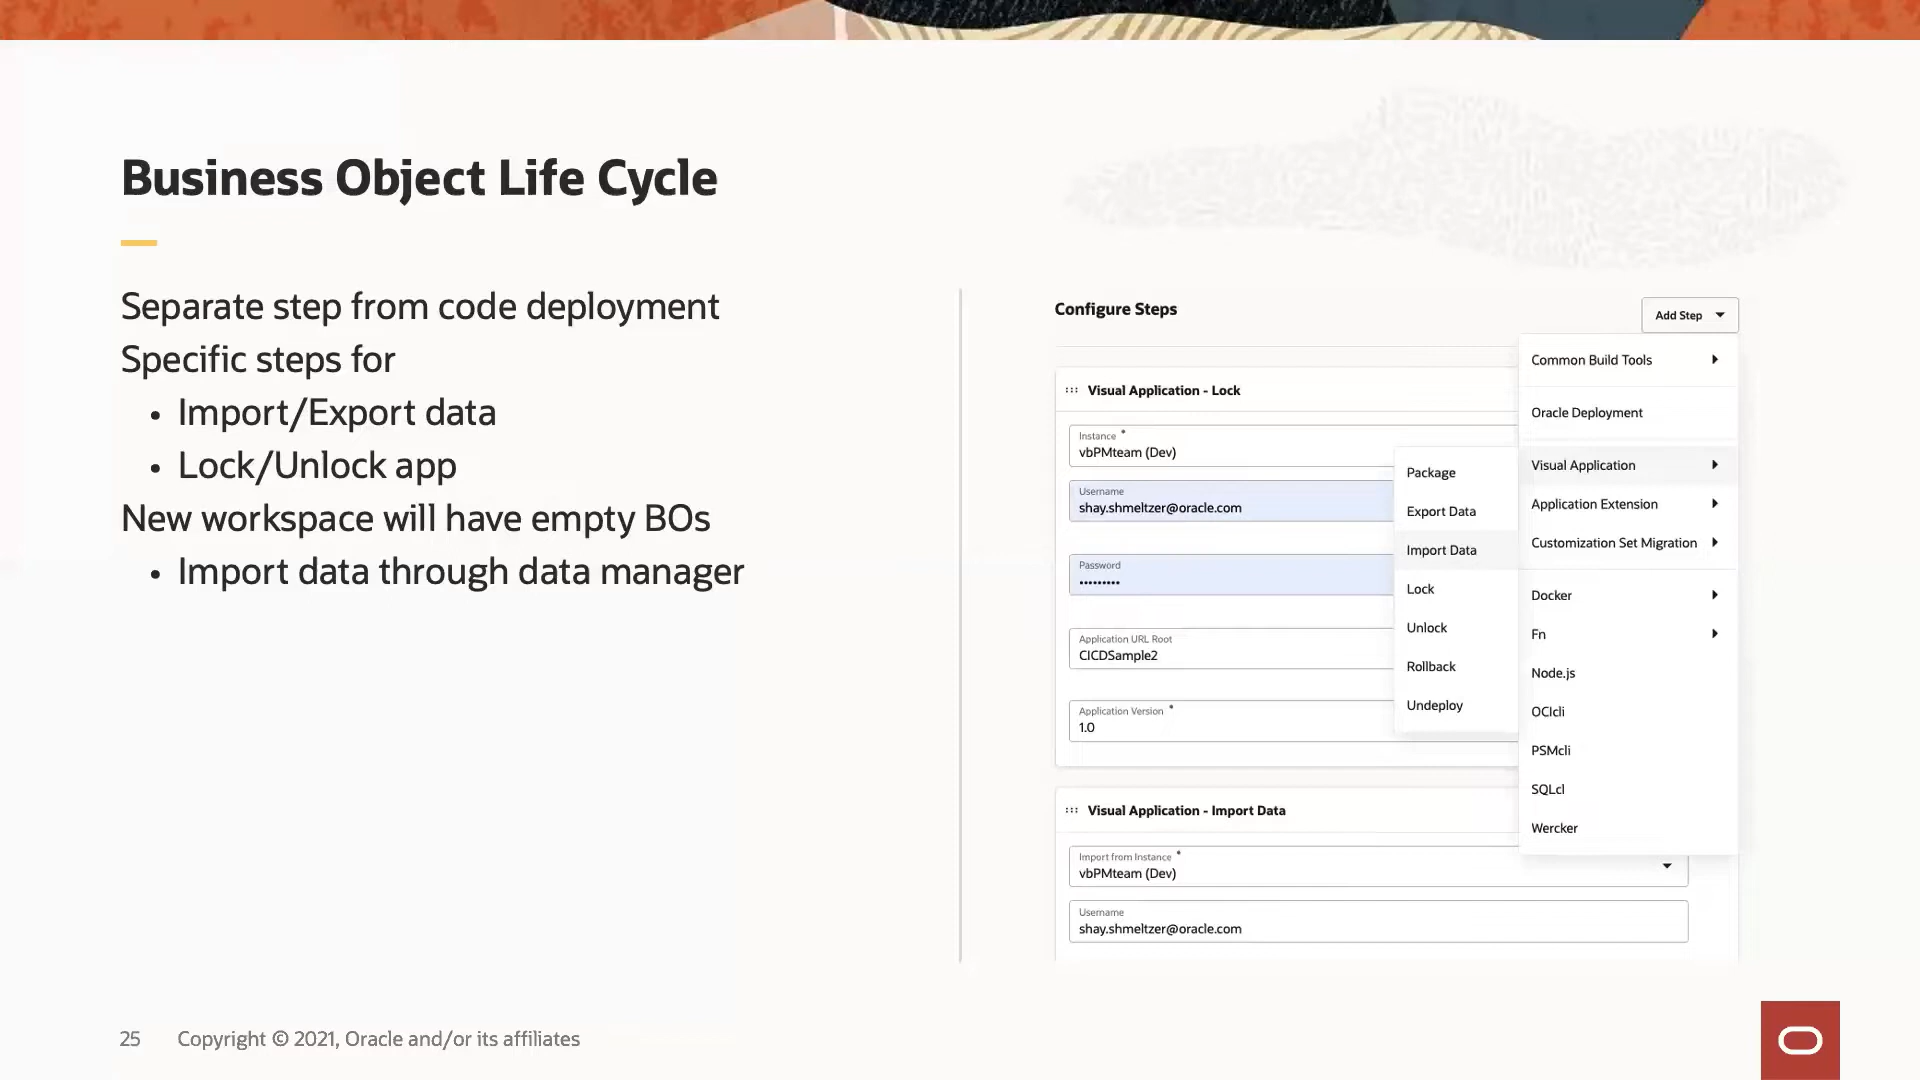 Business Object Life Cycle
Separate step from code deployment
Specific steps for
• Import/Export data
• Lock/Unlock app
New workspace will have empty BOs
• Import data through data manager
Configure Steps
Add Step
Visual Application - Lock
Instance *
vbPMteam (Dev)
Username
shay.shmeltzer@oracle.com
Password
•••••••••
Application URL Root
CICDSample2
Application Version *
1.0
Visual Application - Import Data
Import from Instance *
vbPMteam (Dev)
Username
shay.shmeltzer@oracle.com
Package
Export Data
Import Data
Lock
Unlock
Rollback
Undeploy
Common Build Tools
Oracle Deployment
Visual Application
Application Extension
Customization Set Migration
Docker
Fn
Node.js
OCIcli
PSMcli
SQLcl
Wercker
25 Copyright © 2021, Oracle and/or its affiliates